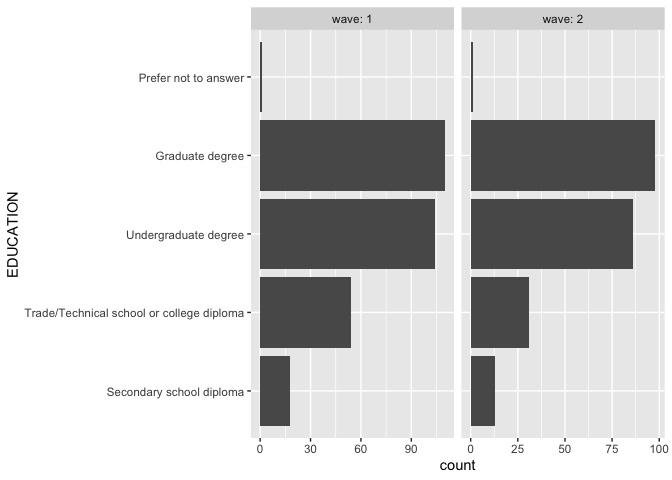 wave: 1
wave: 2
EDUCATION
Prefer not to answer
Graduate degree
Undergraduate degree
Trade/Technical school or college diploma
Secondary school diploma
0 30 60 90
0 25 50 75 100
count